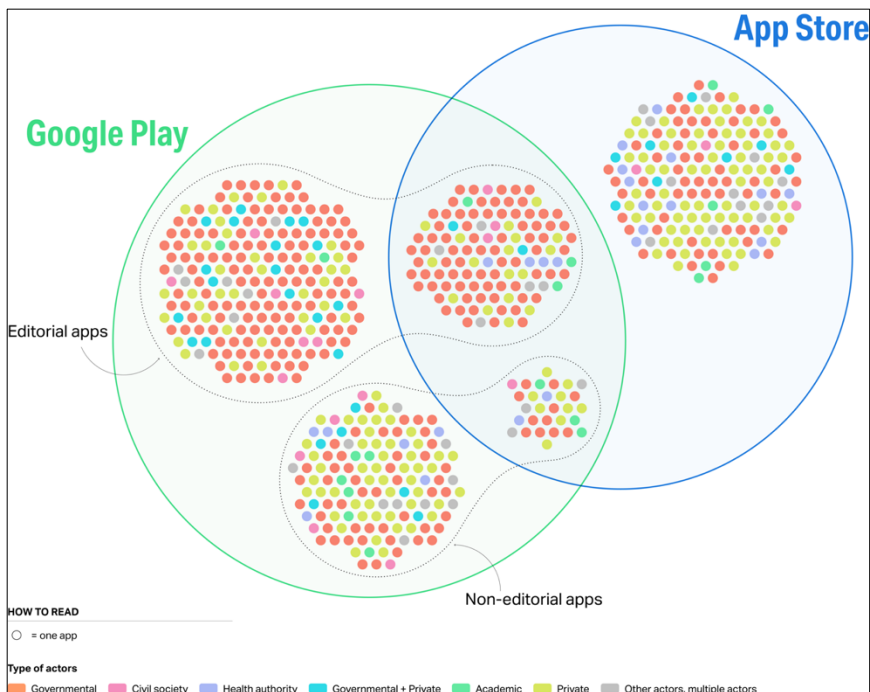 App Store
Google Play
Editorial apps
Non-editorial apps
HOW TO READ
= one app
Type of actors
Governmental Civil society Health authority Governmental + Private Academic Private Other actors, multiple actors